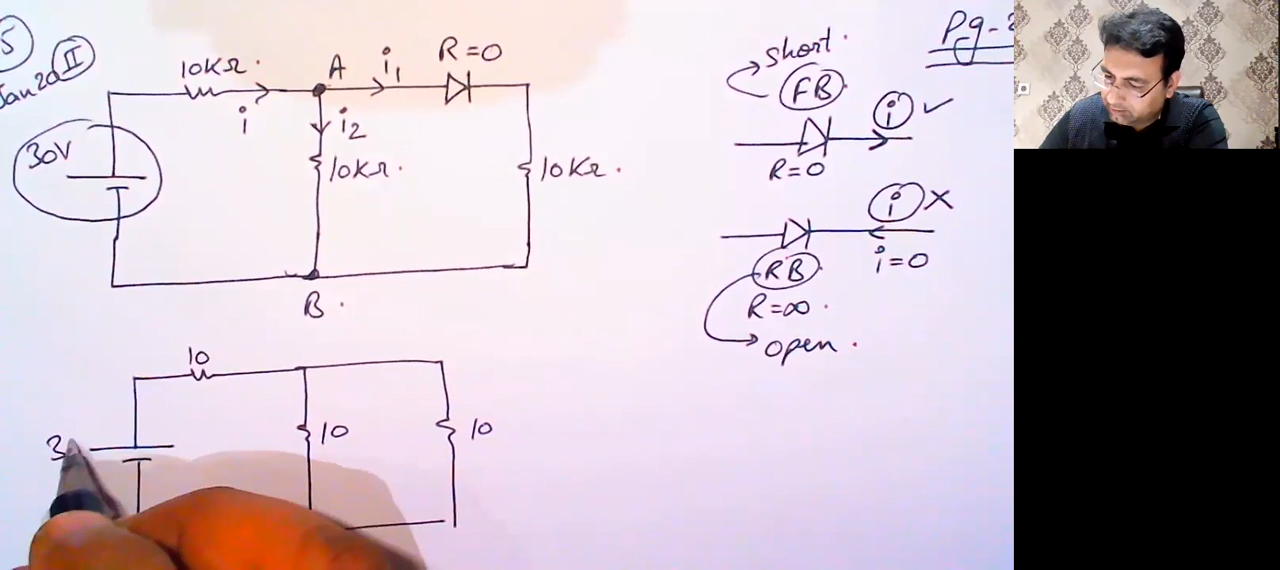 5
Jan 20 II
30V
10KΩ.
i
A
i1
R=0
i2
10KΩ.
10KΩ.
B.
10
10
10
3
Pg-2
short.
FB
i ✓
R=0
i X
RB
i=0
R=∞.
open.